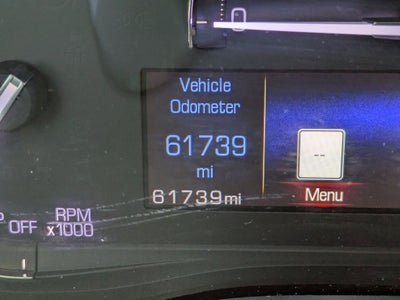 Vehicle
Odometer
61739
mi
61739mi
--
Menu
OFF
RPM
x1000